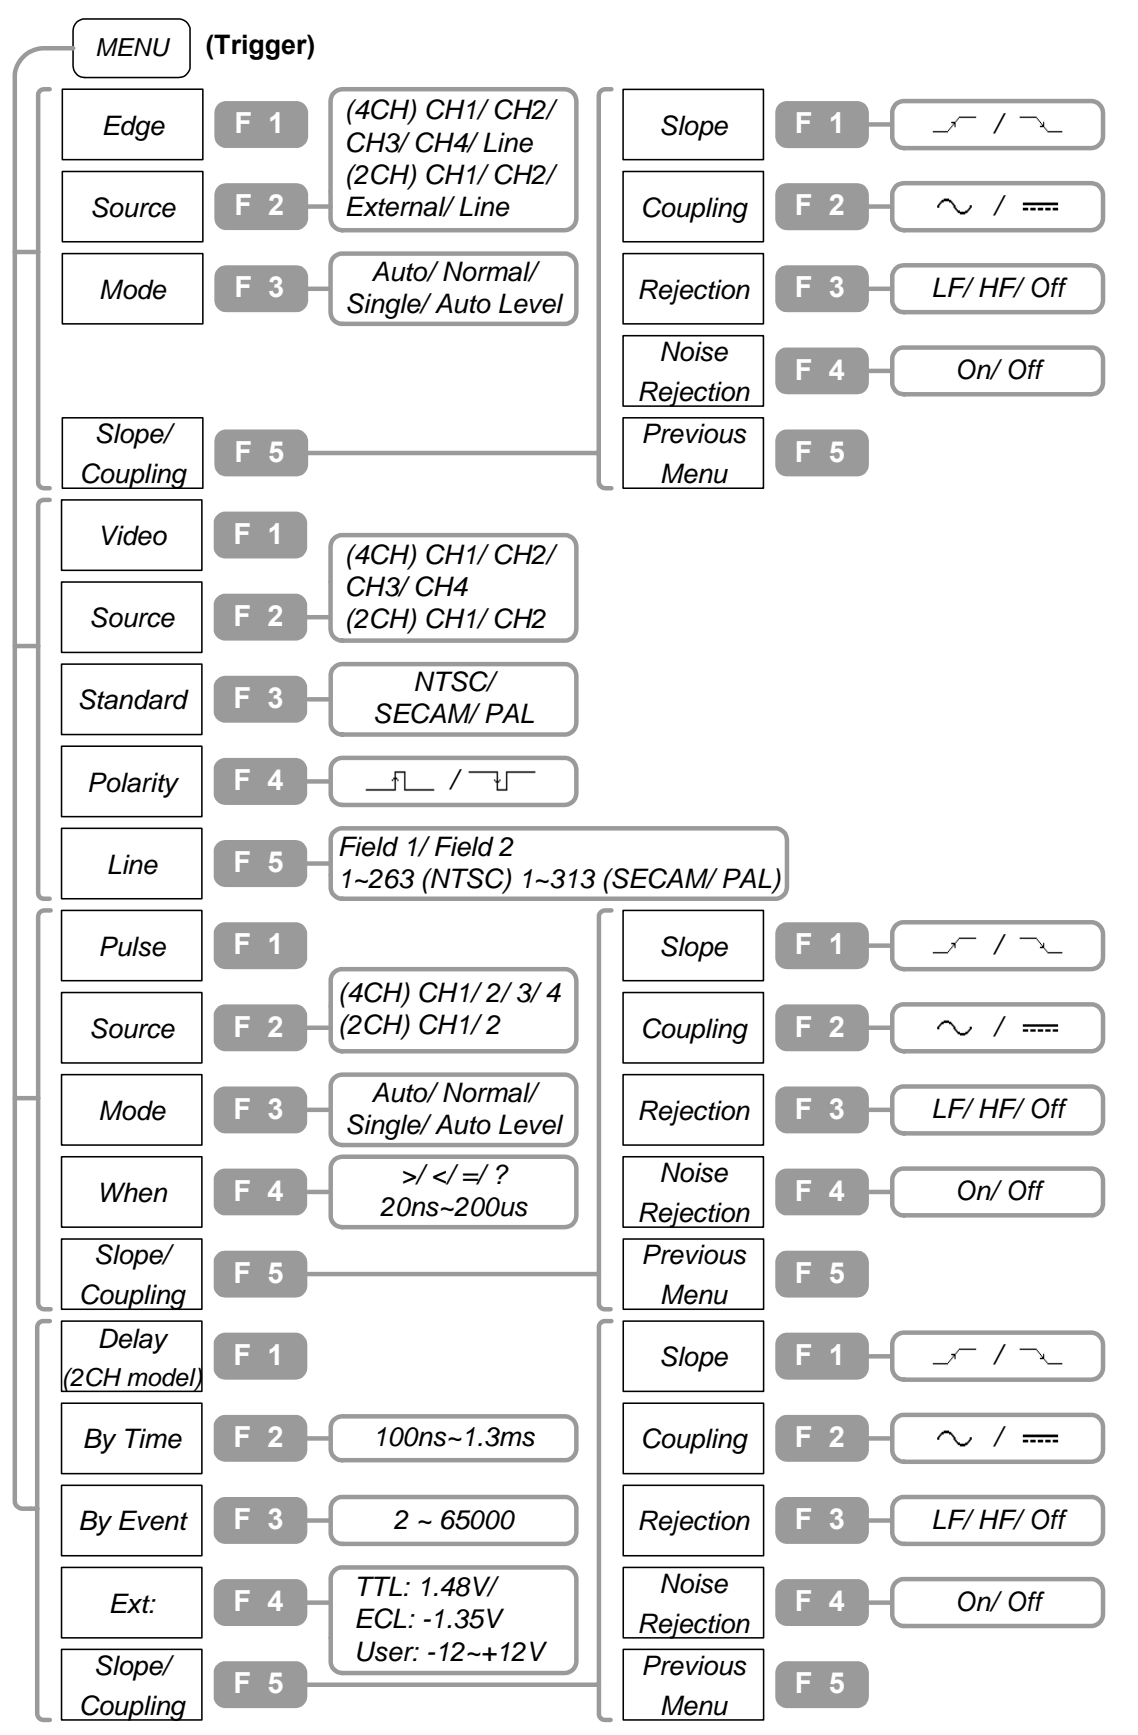 MENU (Trigger)
Edge F 1
(4CH) CH1/ CH2/
CH3/ CH4/ Line
(2CH) CH1/ CH2/
External/ Line
Source F 2
Mode F 3
Auto/ Normal/
Single/ Auto Level
Slope/
Coupling
F 5
Slope F 1
/
Coupling F 2
/
Rejection F 3 LF/ HF/ Off
Noise
Rejection
F 4 On/ Off
Previous
Menu
F 5
Video F 1
Source F 2
(4CH) CH1/ CH2/
CH3/ CH4
(2CH) CH1/ CH2
Standard F 3
NTSC/
SECAM/ PAL
Polarity F 4 /
Line F 5
Field 1/ Field 2
1~263 (NTSC) 1~313 (SECAM/ PAL)
Pulse F 1
Source F 2
(4CH) CH1/ 2/ 3/ 4
(2CH) CH1/ 2
Mode F 3
Auto/ Normal/
Single/ Auto Level
When F 4
>/ </ =/ ?
20ns~200us
Slope/
Coupling
F 5
Slope F 1 /
Coupling F 2 /
Rejection F 3 LF/ HF/ Off
Noise
Rejection
F 4 On/ Off
Previous
Menu
F 5
Delay
(2CH model)
F 1
By Time F 2 100ns~1.3ms
By Event F 3 2 ~ 65000
Ext: F 4
TTL: 1.48V/
ECL: -1.35V
User: -12~+12V
Slope/
Coupling
F 5
Slope F 1 /
Coupling F 2 /
Rejection F 3 LF/ HF/ Off
Noise
Rejection
F 4 On/ Off
Previous
Menu
F 5